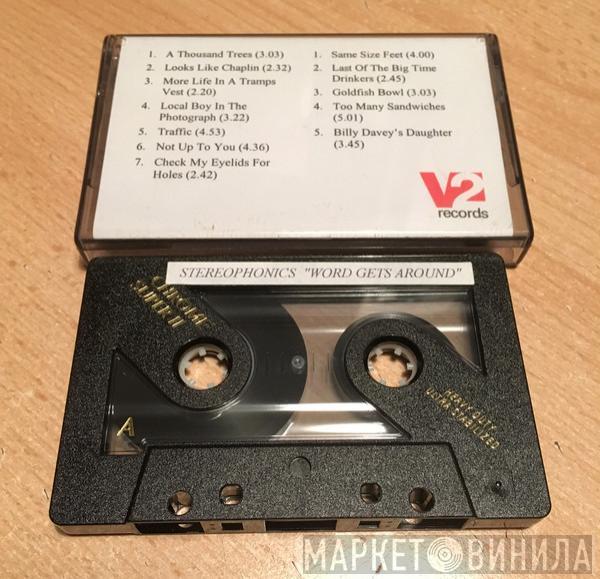 1. A Thousand Trees (3.03)
2. Looks Like Chaplin (2.32)
3. More Life In A Tramps
Vest (2.20)
4. Local Boy In The
Photograph (3.22)
5. Traffic (4.53)
6. Not Up To You (4.36)
7. Check My Eyelids For
Holes (2.42)
1. Same Size Feet (4.00)
2. Last Of The Big Time
Drinkers (2.45)
3. Goldfish Bowl (3.03)
4. Too Many Sandwiches
(5.01)
5. Billy Davey's Daughter
(3.45)
V2
records
STEREOPHONICS "WORD GETS AROUND"
CHROME
SUPER II
A
МАРКЕТ ВИНИЛА